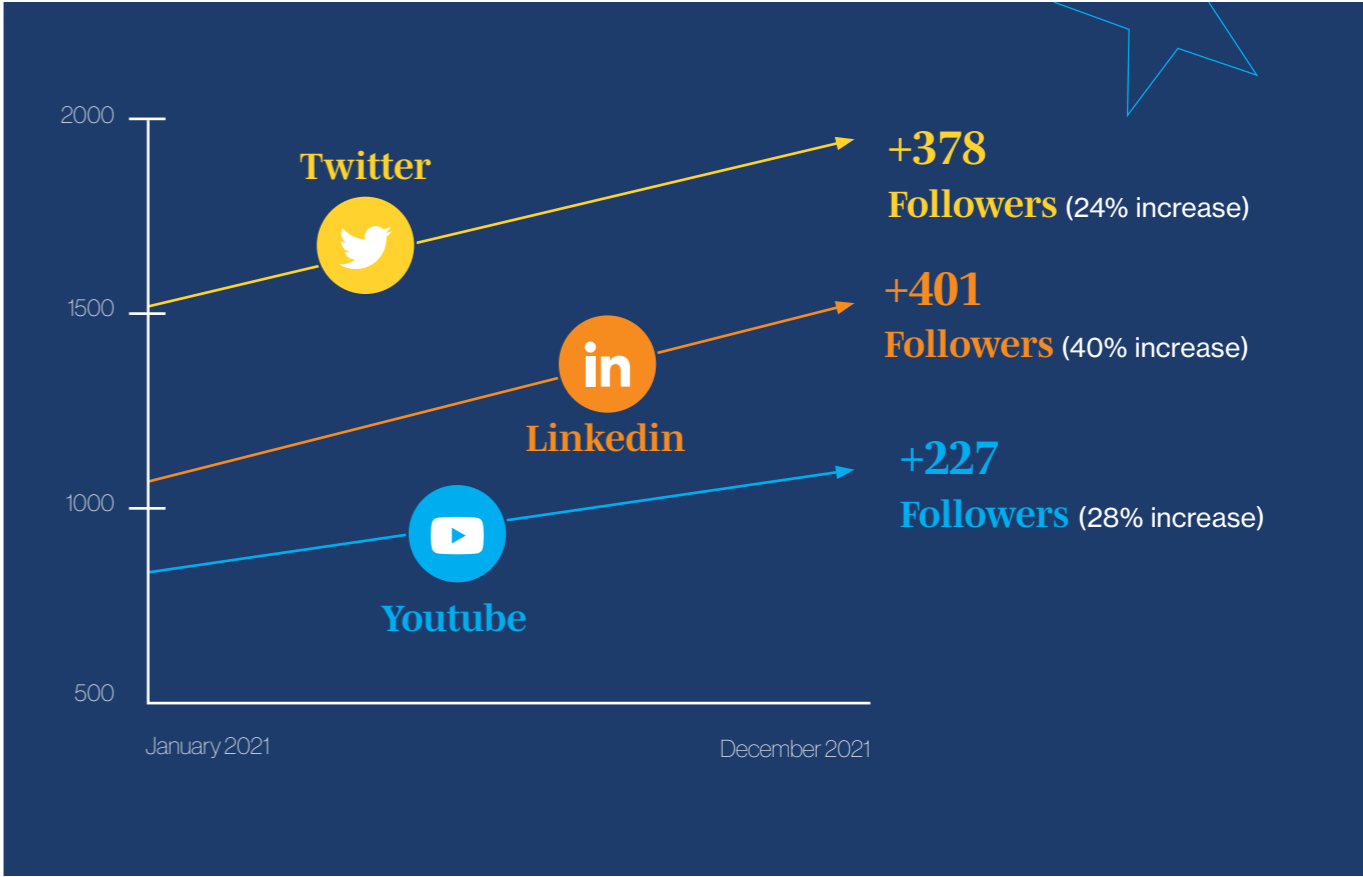 2000
Twitter
+378
Followers (24% increase)
1500
+401
Followers (40% increase)
in
Linkedin
+227
Followers (28% increase)
1000
Youtube
500
January 2021
December 2021